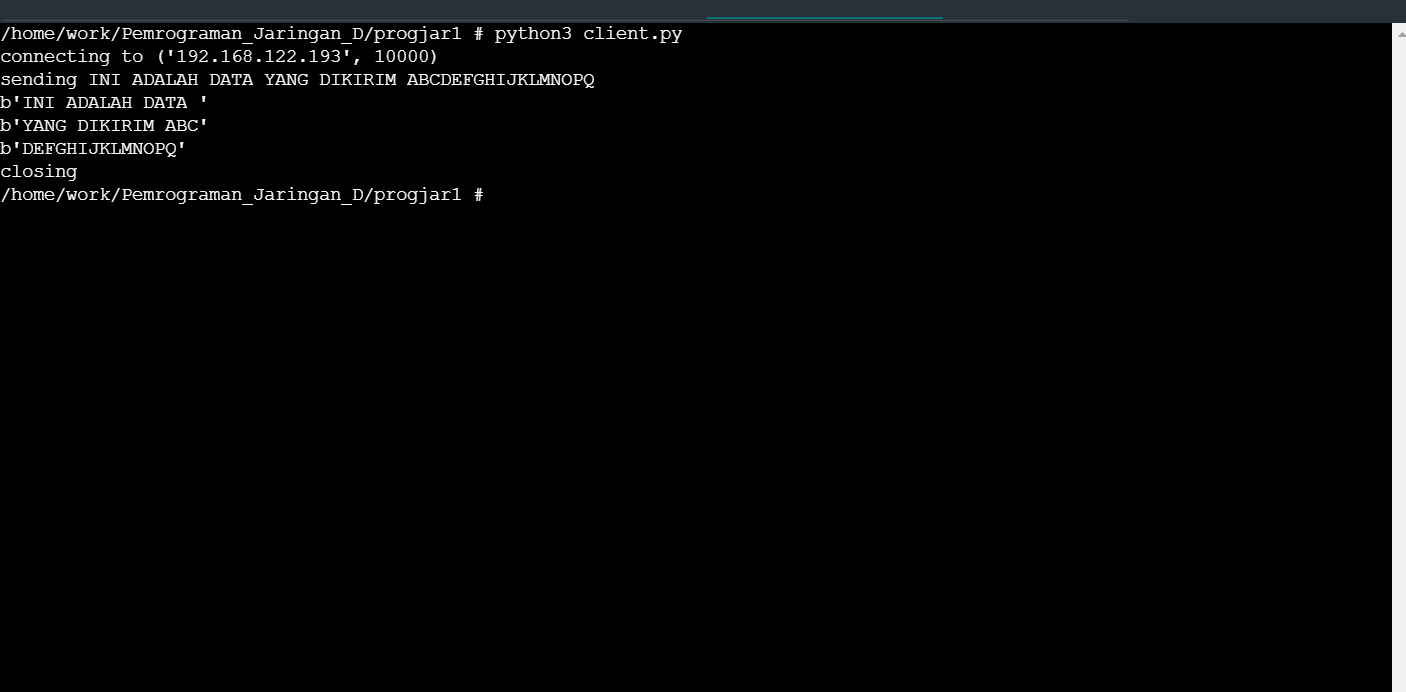 /home/work/Pemrograman_Jaringan_D/progjar1 # python3 client.py
connecting to ('192.168.122.193', 10000)
sending INI ADALAH DATA YANG DIKIRIM ABCDEFGHIJKLMNOPQ
b'INI ADALAH DATA '
b'YANG DIKIRIM ABC'
b'DEFGHIJKLMNOPQ'
closing
/home/work/Pemrograman_Jaringan_D/progjar1 #